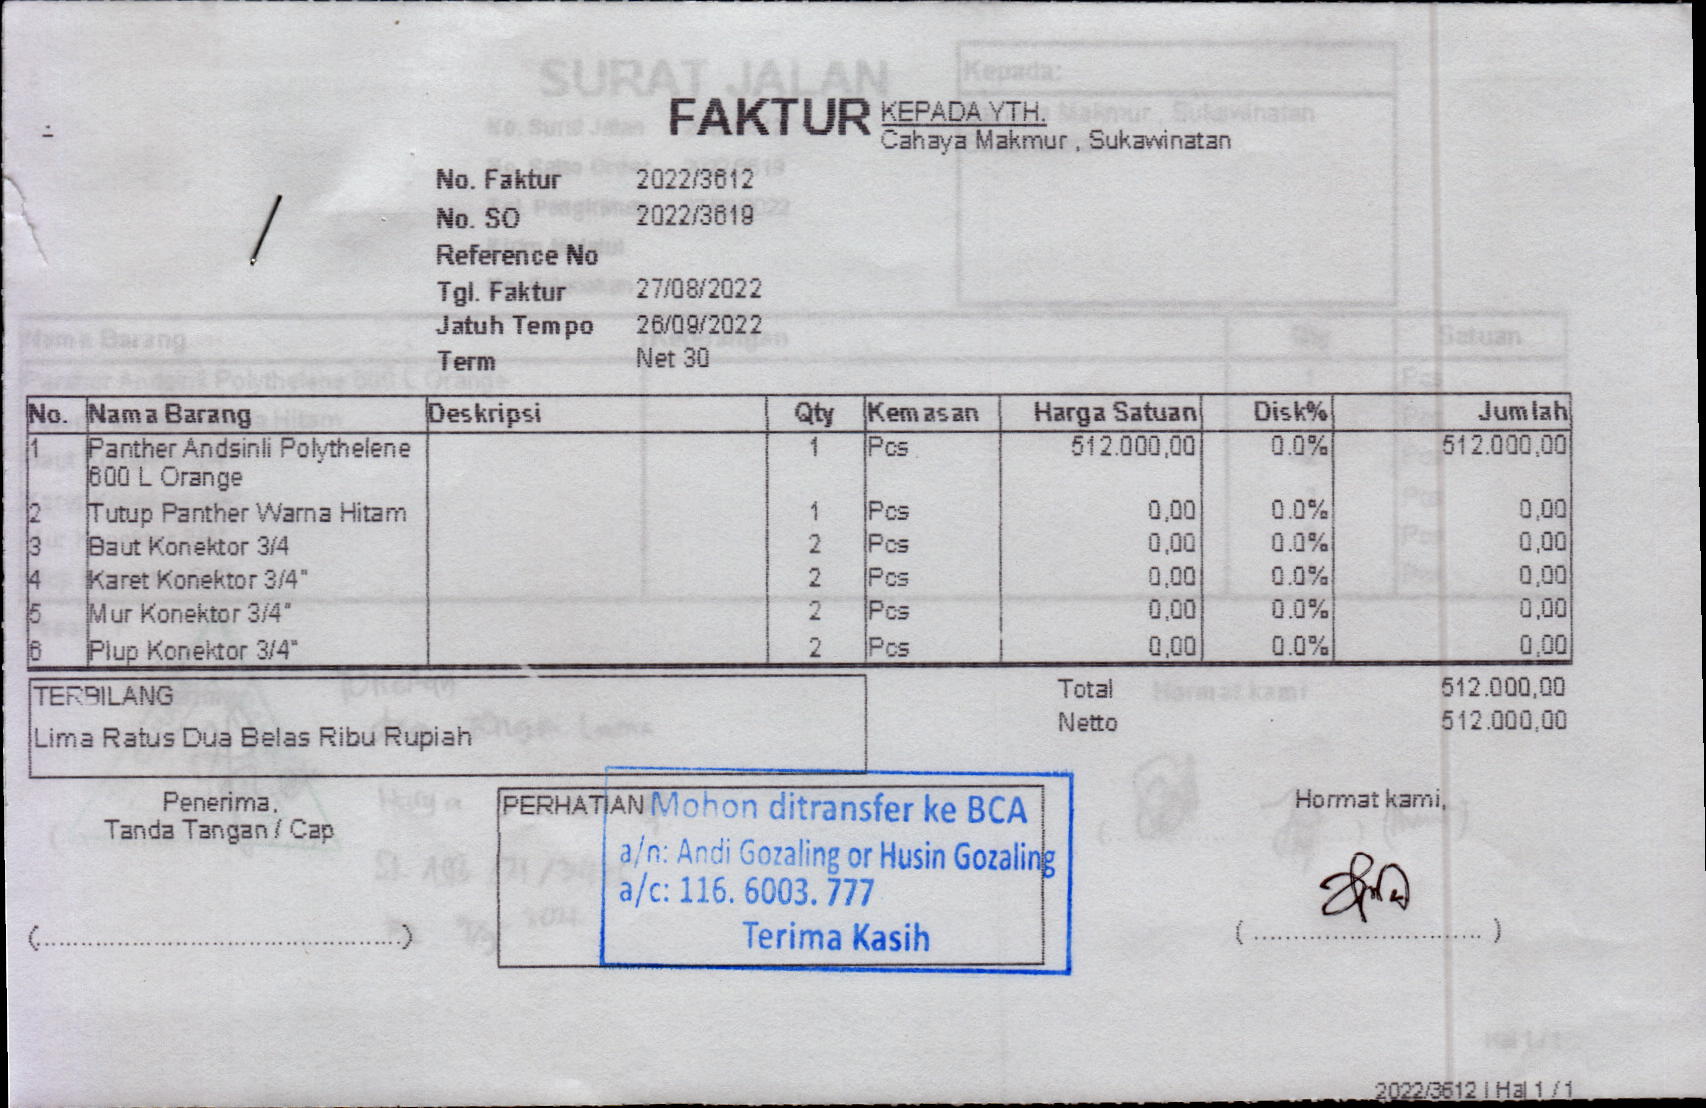 SURAT JALAN
Kepada:
FAKTUR KEPADA YTH.
Cahaya Makmur , Sukawinatan
No. Faktur 2022/3612
No. SO 2022/3619
Reference No
Tgl. Faktur 27/08/2022
Jatuh Tempo 26/09/2022
Term Net 30
No. Nama Barang Deskripsi Qty Kemasan Harga Satuan Disk% Jumlah
1 Panther Andsinli Polythelene 1 Pcs 512.000,00 0.0% 512.000,00
600 L Orange
2 Tutup Panther Warna Hitam 1 Pcs 0,00 0.0% 0,00
3 Baut Konektor 3/4 2 Pcs 0,00 0.0% 0,00
4 Karet Konektor 3/4" 2 Pcs 0,00 0.0% 0,00
5 Mur Konektor 3/4" 2 Pcs 0,00 0.0% 0,00
6 Plup Konektor 3/4" 2 Pcs 0,00 0.0% 0,00
TERBILANG
Lima Ratus Dua Belas Ribu Rupiah
Total 512.000,00
Netto 512.000,00
Penerima,
Tanda Tangan / Cap
(............................................)
PERHATIAN
Mohon ditransfer ke BCA
a/n: Andi Gozaling or Husin Gozaling
a/c: 116. 6003. 777
Terima Kasih
Hormat kami,
( ............................ )
2022/3612 | Hal 1 / 1